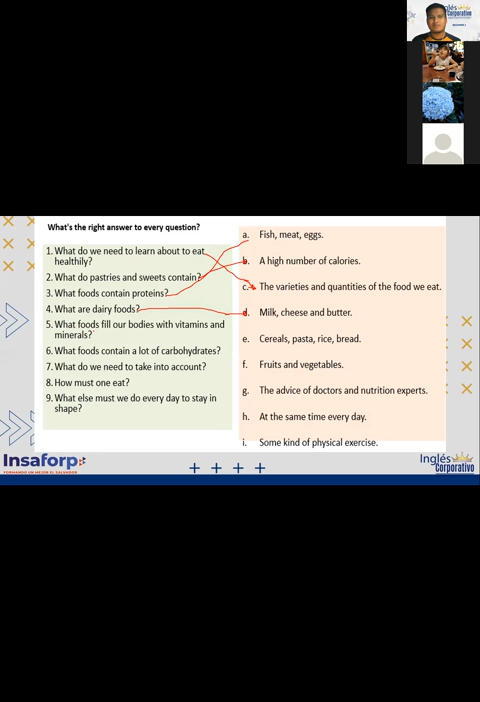 Inglés
Corporativo
What's the right answer to every question?
1. What do we need to learn about to eat
healthily?
2. What do pastries and sweets contain?
3. What foods contain proteins?
4. What are dairy foods?
5. What foods fill our bodies with vitamins and
minerals?
6. What foods contain a lot of carbohydrates?
7. What do we need to take into account?
8. How must one eat?
9. What else must we do every day to stay in
shape?
a. Fish, meat, eggs.
b. A high number of calories.
c. The varieties and quantities of the food we eat.
d. Milk, cheese and butter.
e. Cereals, pasta, rice, bread.
f. Fruits and vegetables.
g. The advice of doctors and nutrition experts.
h. At the same time every day.
i. Some kind of physical exercise.
Insaforp
FORMANDO UN MEJOR EL SALVADOR
Inglés
Corporativo